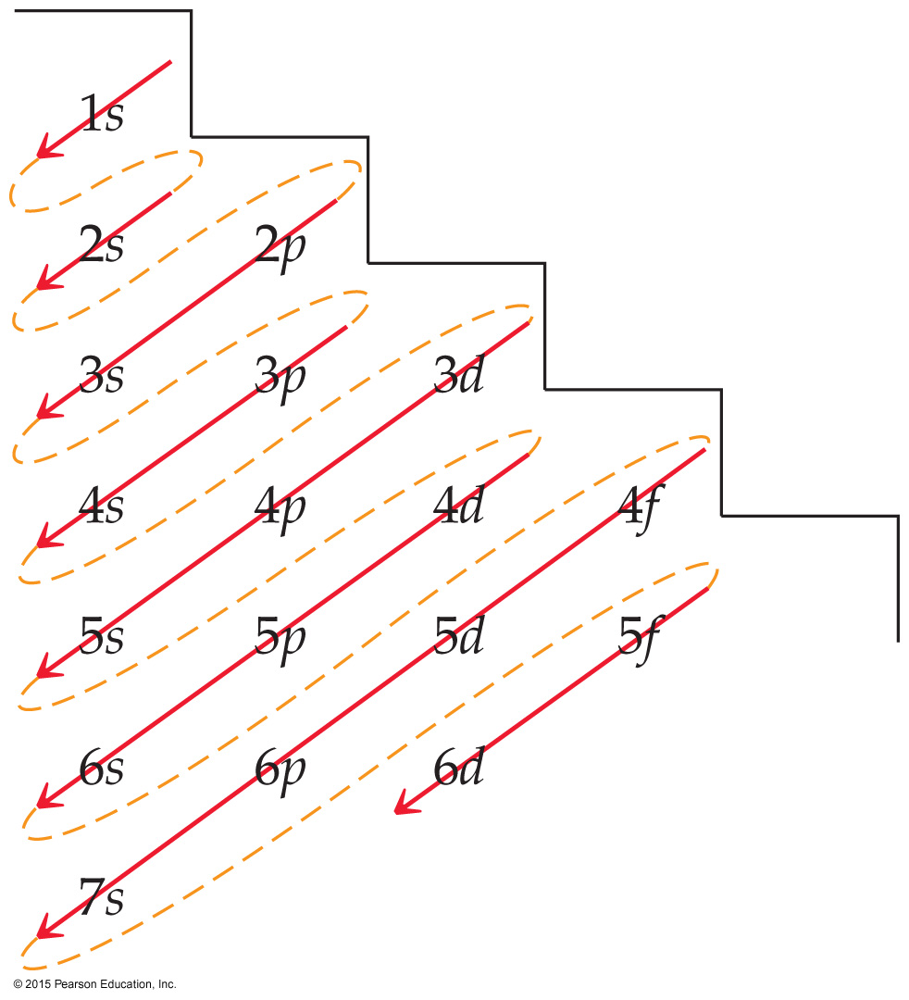 1s
2s 2p
3s 3p 3d
4s 4p 4d 4f
5s 5p 5d 5f
6s 6p 6d
7s
© 2015 Pearson Education, Inc.